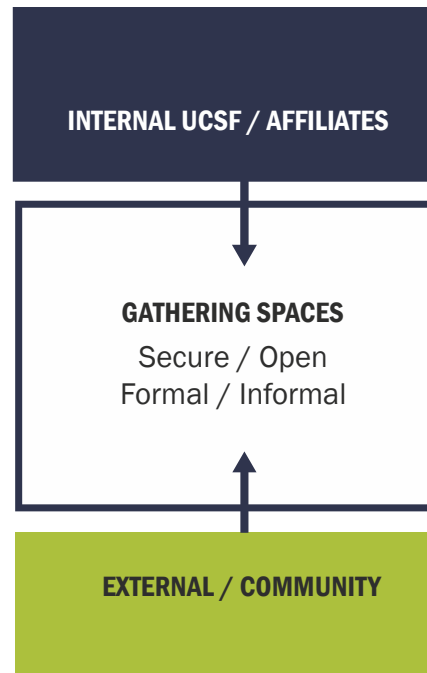 INTERNAL UCSF / AFFILIATES
GATHERING SPACES
Secure / Open
Formal / Informal
EXTERNAL / COMMUNITY